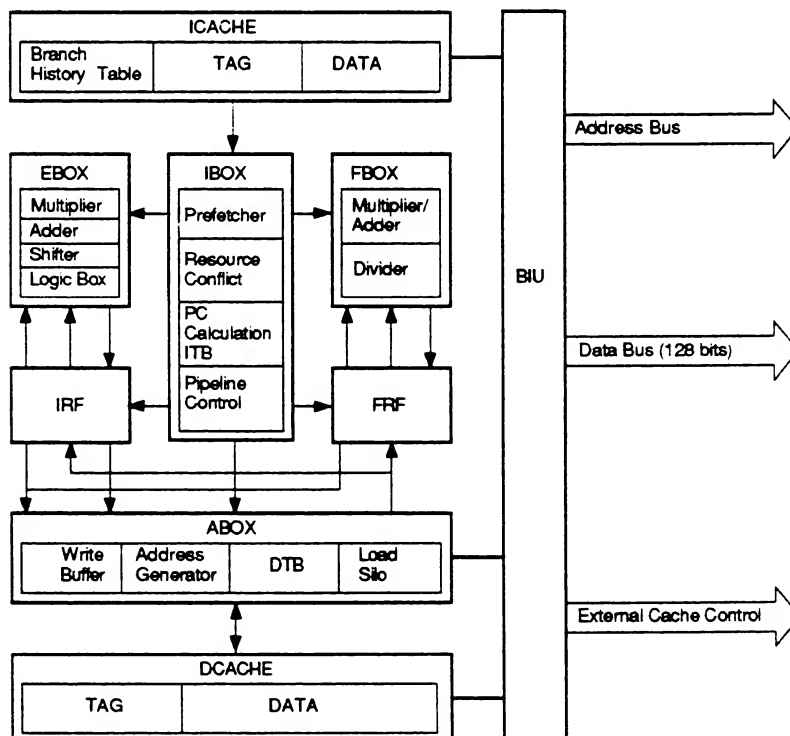 ICACHE
Branch
History Table
TAG
DATA
Address Bus
EBOX
Multiplier
Adder
Shifter
Logic Box
IBOX
Prefetcher
Resource
Conflict
PC
Calculation
ITB
Pipeline
Control
FBOX
Multiplier/
Adder
Divider
BIU
Data Bus (128 bits)
IRF
FRF
ABOX
Write
Buffer
Address
Generator
DTB
Load
Silo
External Cache Control
DCACHE
TAG
DATA